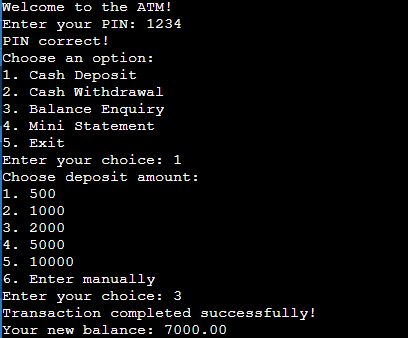 Welcome to the ATM!
Enter your PIN: 1234
PIN correct!
Choose an option:
1. Cash Deposit
2. Cash Withdrawal
3. Balance Enquiry
4. Mini Statement
5. Exit
Enter your choice: 1
Choose deposit amount:
1. 500
2. 1000
3. 2000
4. 5000
5. 10000
6. Enter manually
Enter your choice: 3
Transaction completed successfully!
Your new balance: 7000.00